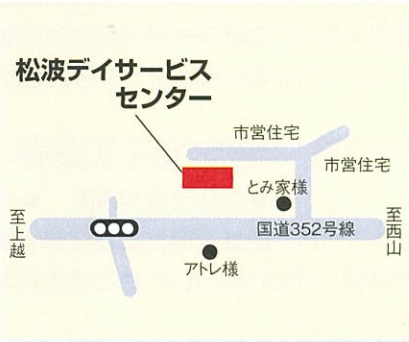 松波デイサービス
センター
市営住宅
市営住宅
とみ家様
至上越
国道352号線
至西山
アトレ様